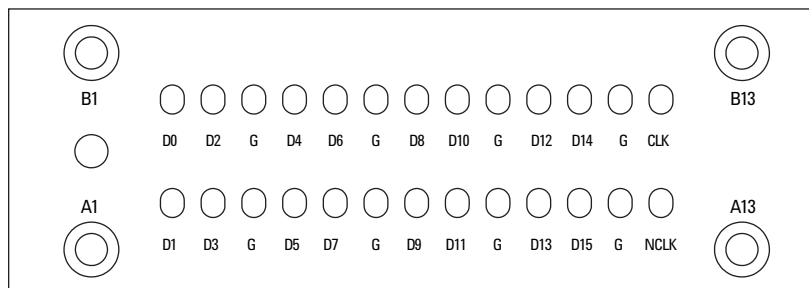 B1 B13
D0 D2 G D4 D6 G D8 D10 G D12 D14 G CLK
A1 A13
D1 D3 G D5 D7 G D9 D11 G D13 D15 G NCLK